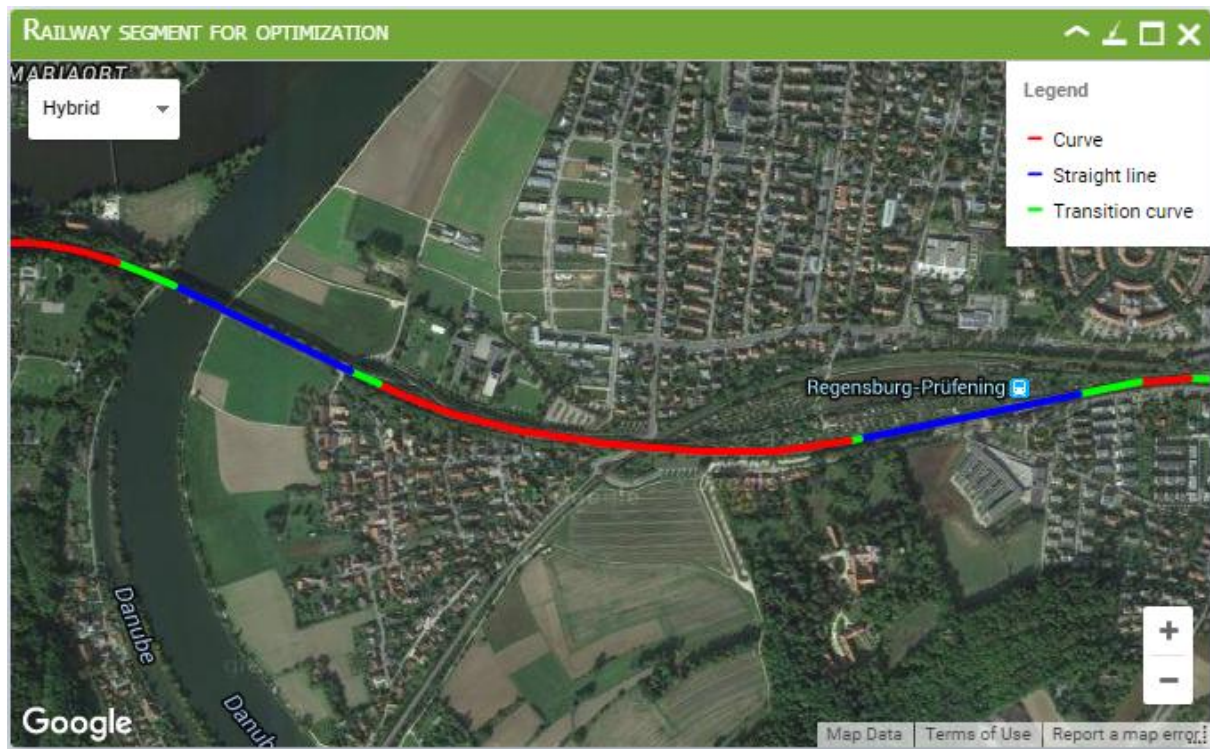 RAILWAY SEGMENT FOR OPTIMIZATION
MARIAORT
Hybrid
Legend
Curve
Straight line
Transition curve
Regensburg-Prüfening
Danube
Danub
+
−
Google
Map Data
Terms of Use
Report a map error